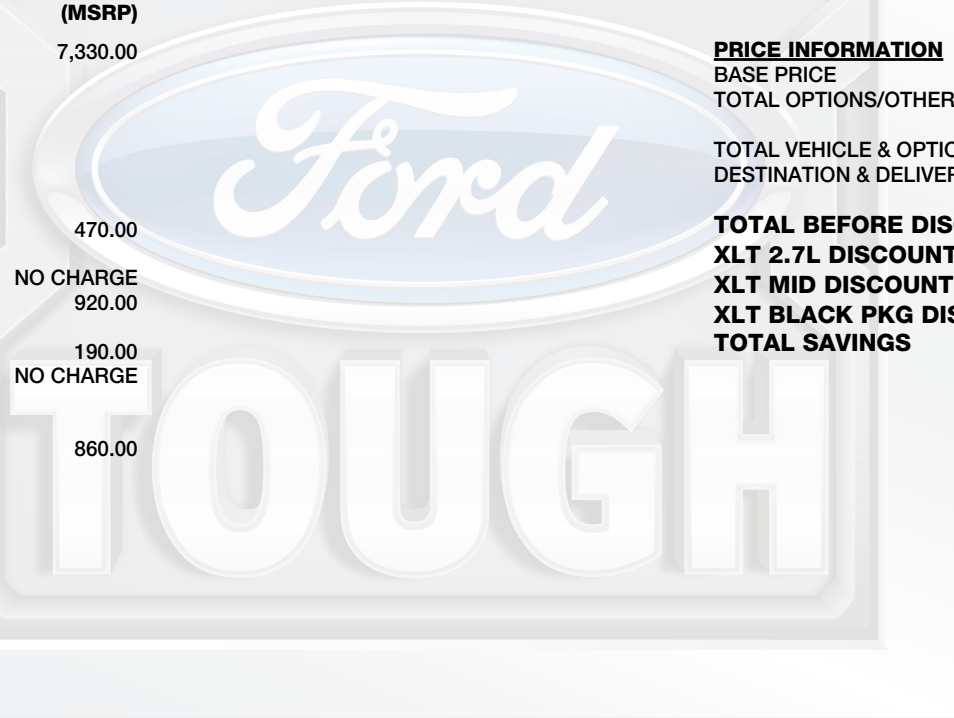 (MSRP)
7,330.00
470.00
NO CHARGE
920.00
190.00
NO CHARGE
860.00
Ford
TOUGH
PRICE INFORMATION
BASE PRICE
TOTAL OPTIONS/OTHER
TOTAL VEHICLE & OPTIO
DESTINATION & DELIVER
TOTAL BEFORE DIS
XLT 2.7L DISCOUNT
XLT MID DISCOUNT
XLT BLACK PKG DIS
TOTAL SAVINGS